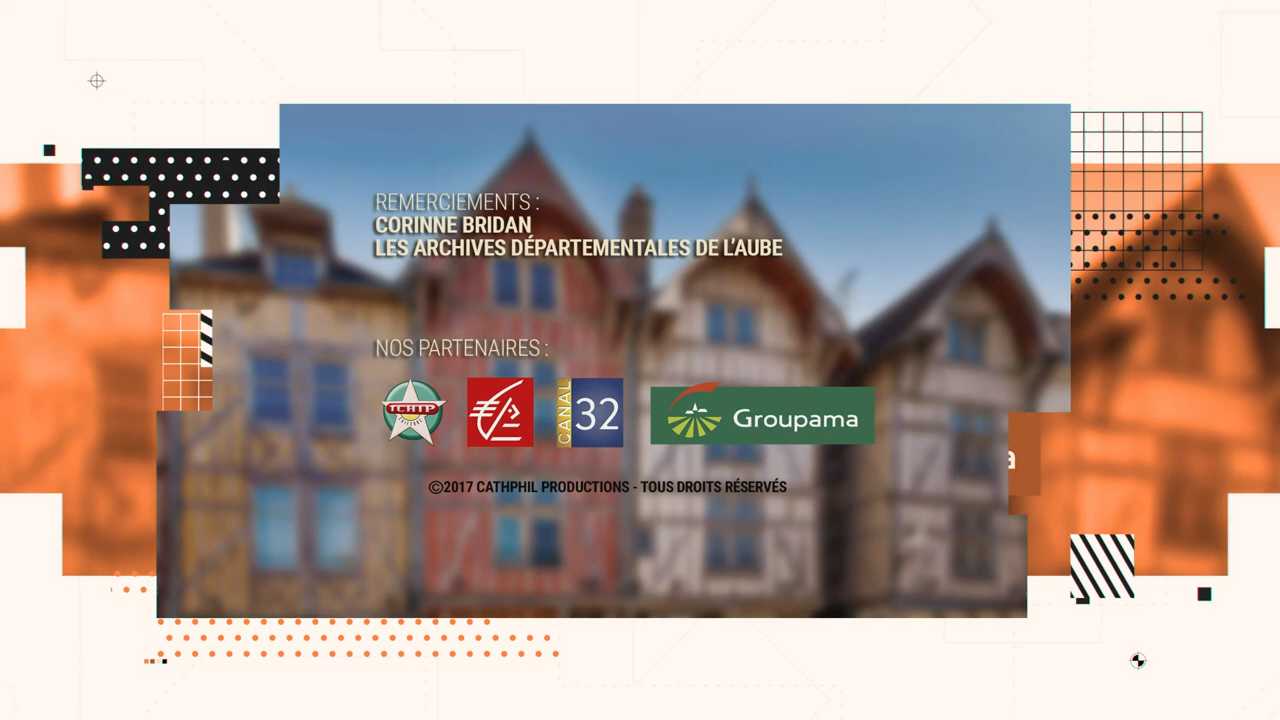 REMERCIEMENTS :
CORINNE BRIDAN
LES ARCHIVES DÉPARTEMENTALES DE L'AUBE
NOS PARTENAIRES :
TCHIP
CANAL 32
Groupama
©2017 CATHPHIL PRODUCTIONS - TOUS DROITS RÉSERVÉS